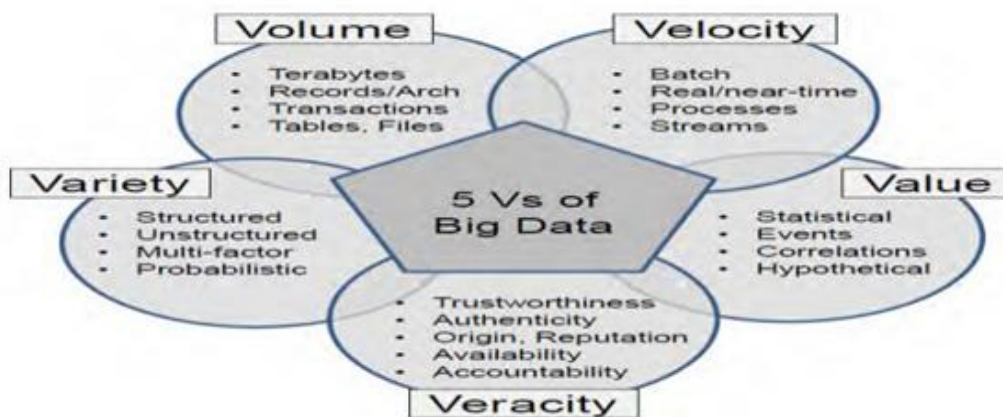 Volume
• Terabytes
• Records/Arch
• Transactions
• Tables, Files
Velocity
• Batch
• Real/near-time
• Processes
• Streams
Variety
• Structured
• Unstructured
• Multi-factor
• Probabilistic
5 Vs of
Big Data
Value
• Statistical
• Events
• Correlations
• Hypothetical
• Trustworthiness
• Authenticity
• Origin, Reputation
• Availability
• Accountability
Veracity